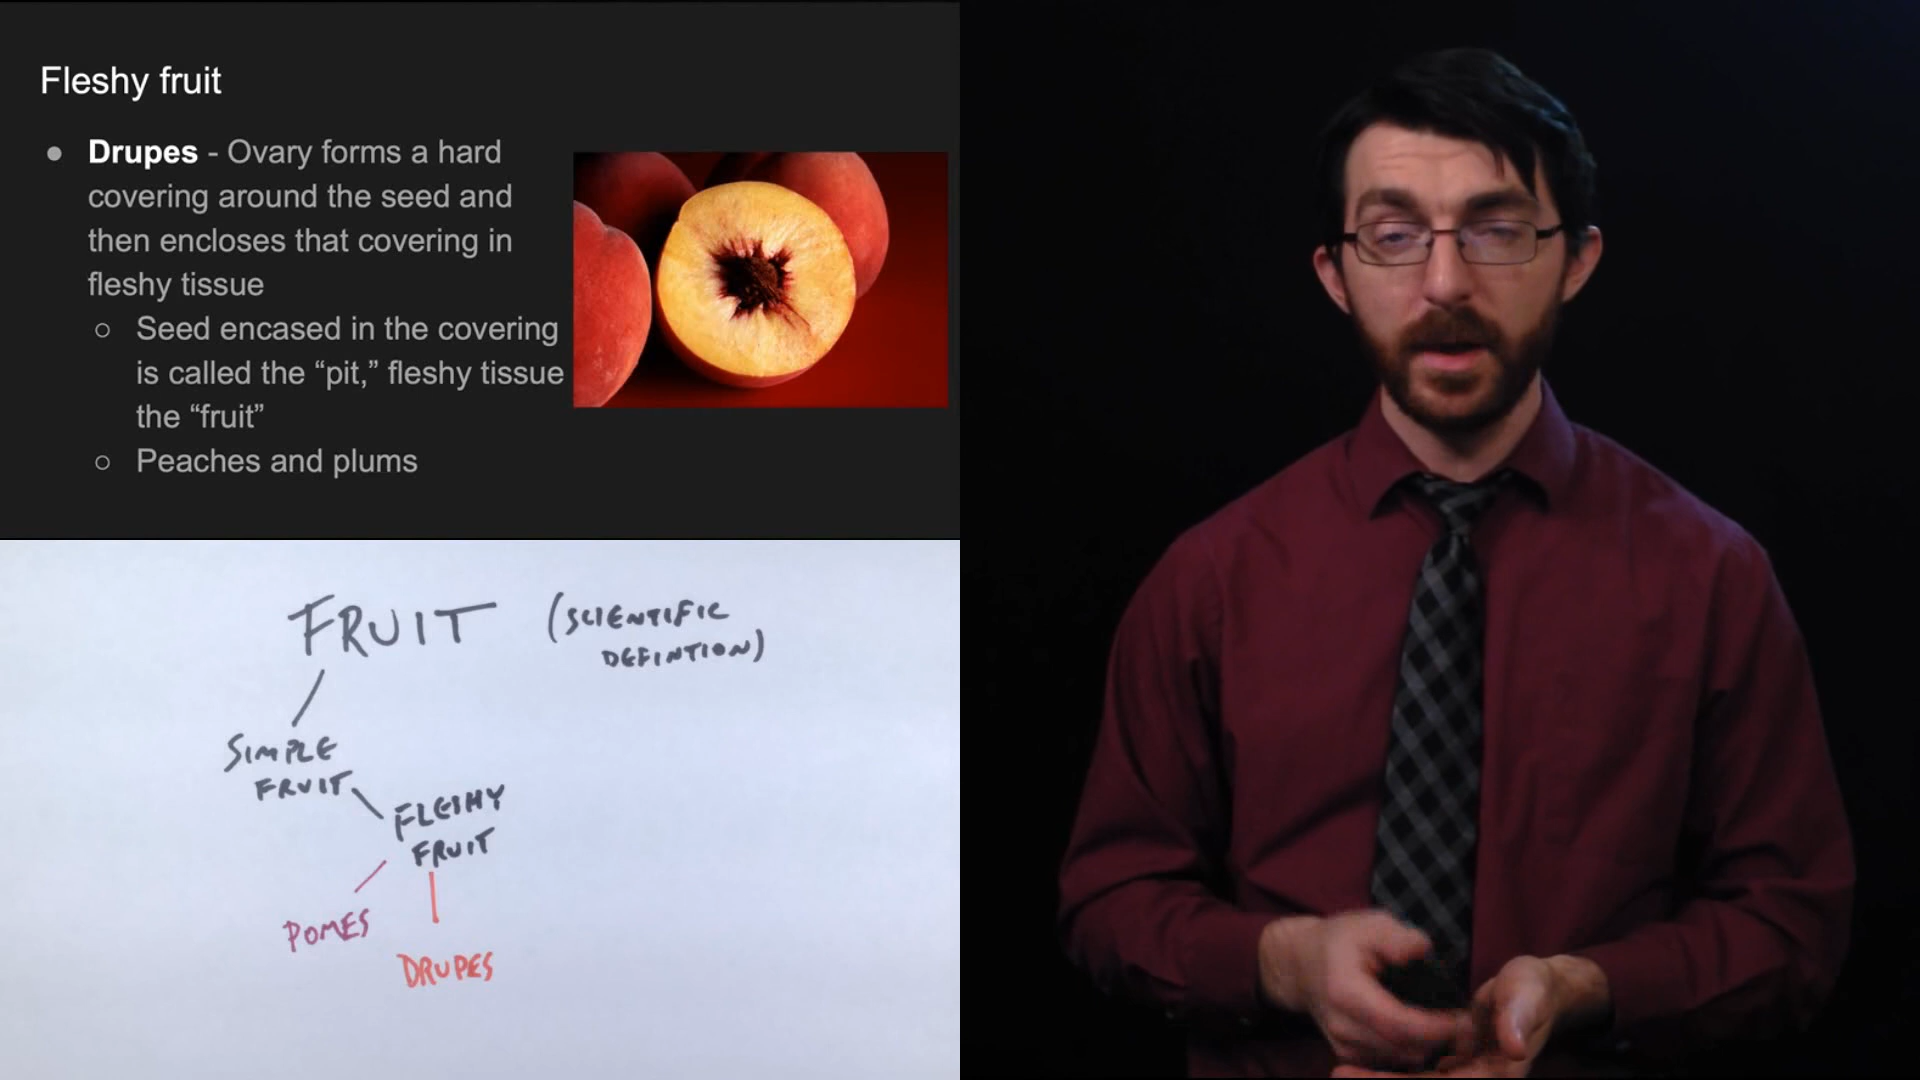 Fleshy fruit
● Drupes - Ovary forms a hard
covering around the seed and
then encloses that covering in
fleshy tissue
○ Seed encased in the covering
is called the “pit,” fleshy tissue
the “fruit”
○ Peaches and plums
FRUIT (SCIENTIFIC
DEFINTION)
SIMPLE
FRUIT
FLESHY
FRUIT
POMES
DRUPES